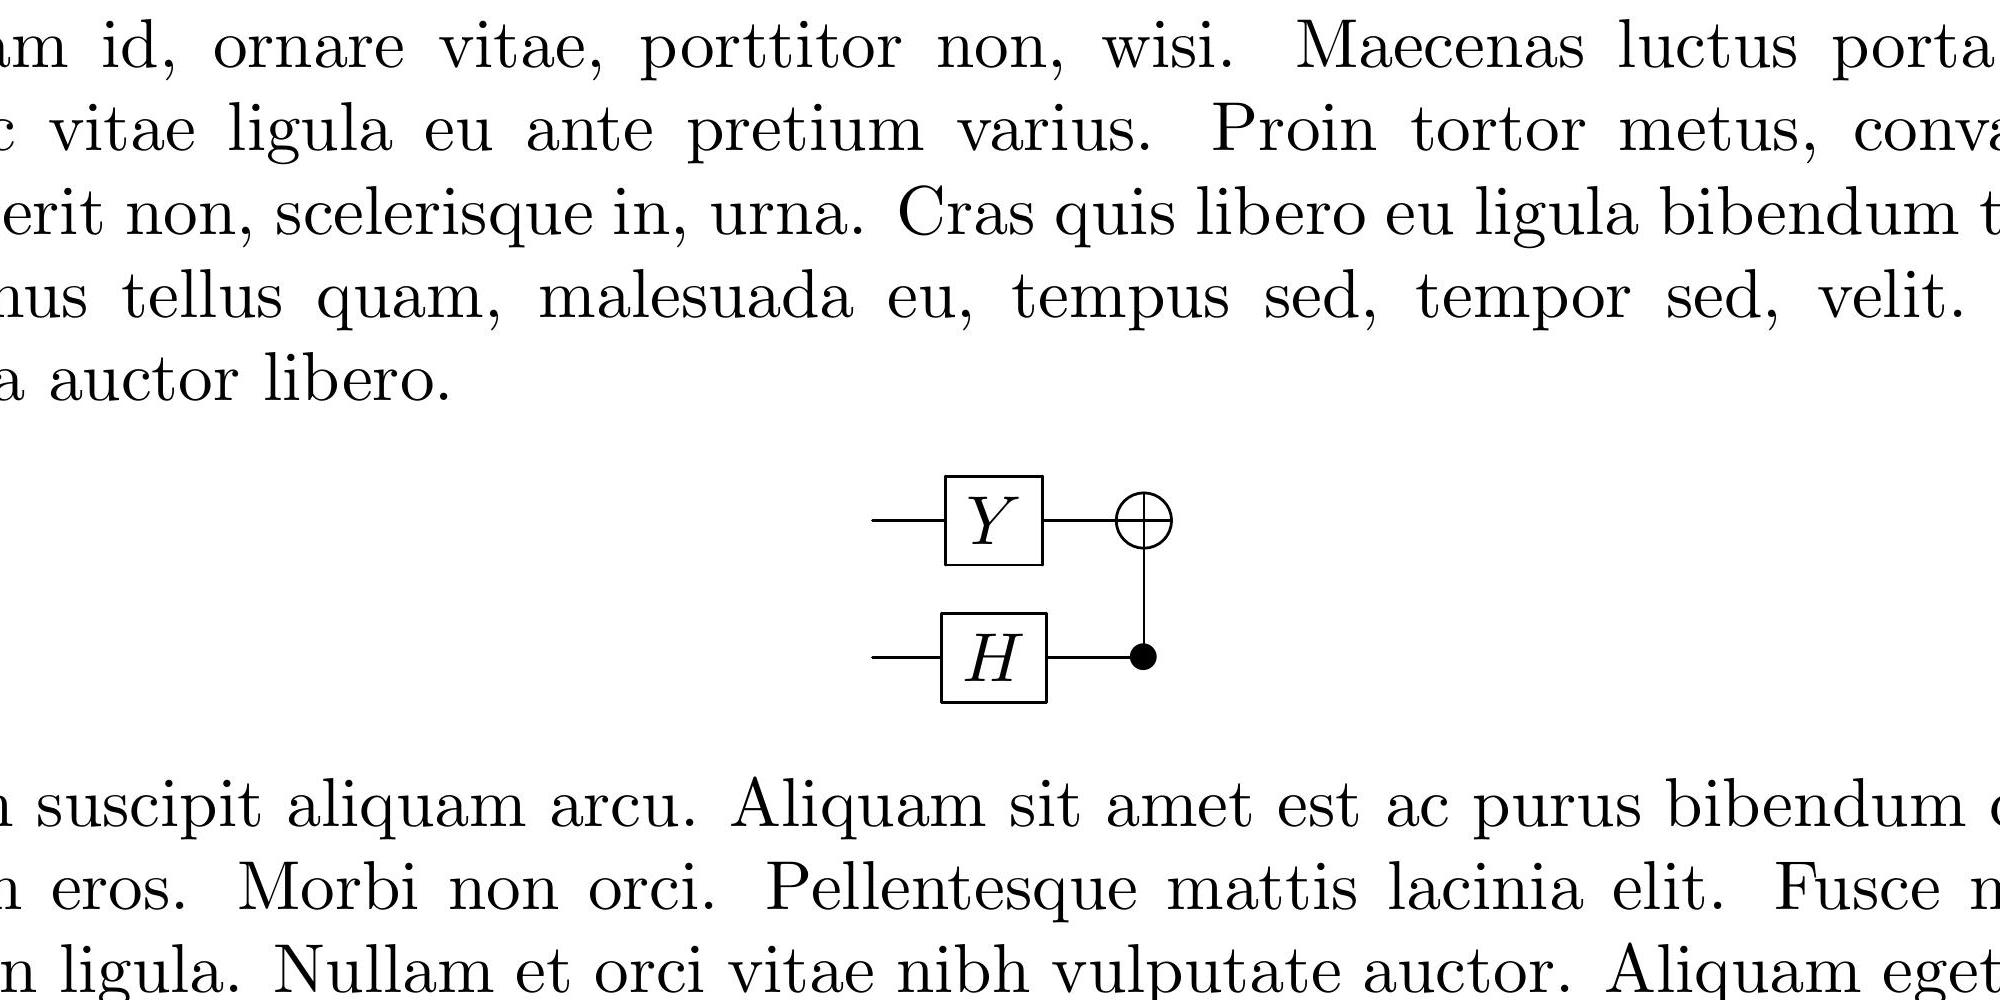 id, ornare vitae, porttitor non, wisi. Maecenas luctus porta
vitae ligula eu ante pretium varius. Proin tortor metus,
erit non, scelerisque in, urna. Cras quis libero eu ligula bibendum
tellus quam, malesuada eu, tempus sed, tempor sed, velit.
a auctor libero.
Y
H
suscipit aliquam arcu. Aliquam sit amet est ac purus bibendum
eros. Morbi non orci. Pellentesque mattis lacinia elit. Fusce
n ligula. Nullam et orci vitae nibh vulputate auctor. Aliquam eget